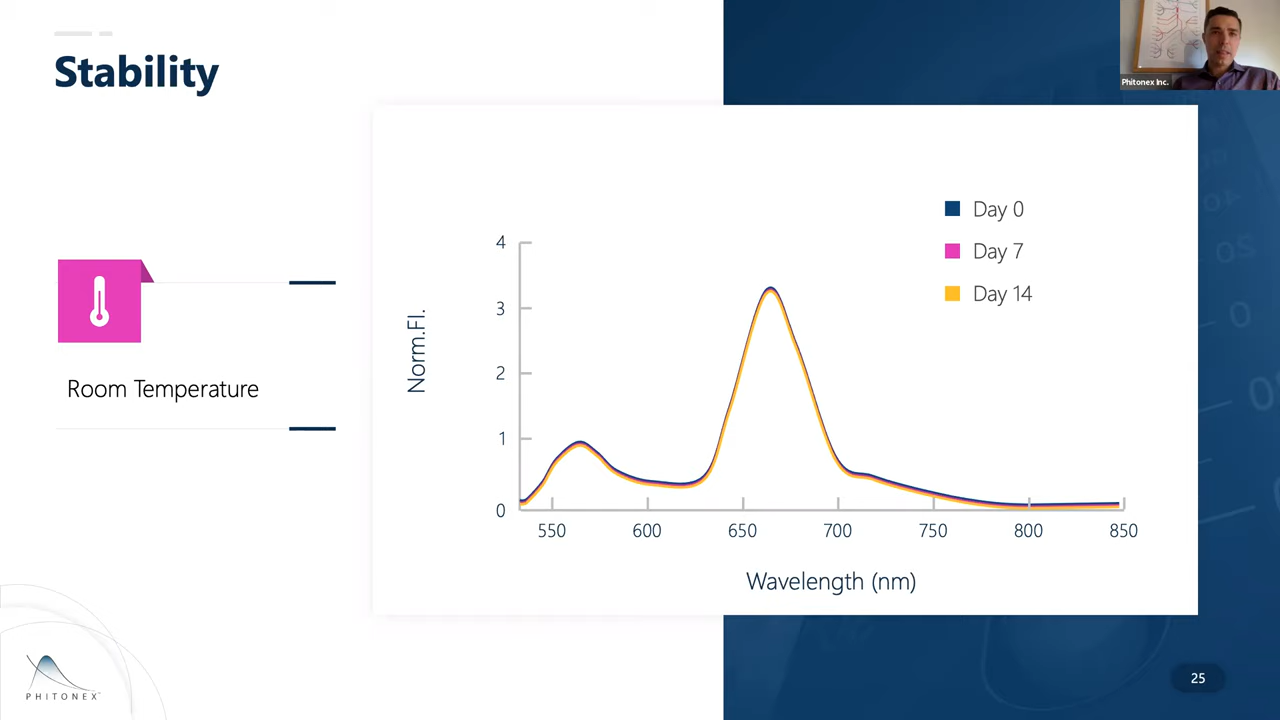 Stability
Phitonex Inc.
Day 0
Day 7
Day 14
4
3
2
1
0
Norm.Fl.
550 600 650 700 750 800 850
Wavelength (nm)
Room Temperature
PHITONEX
25